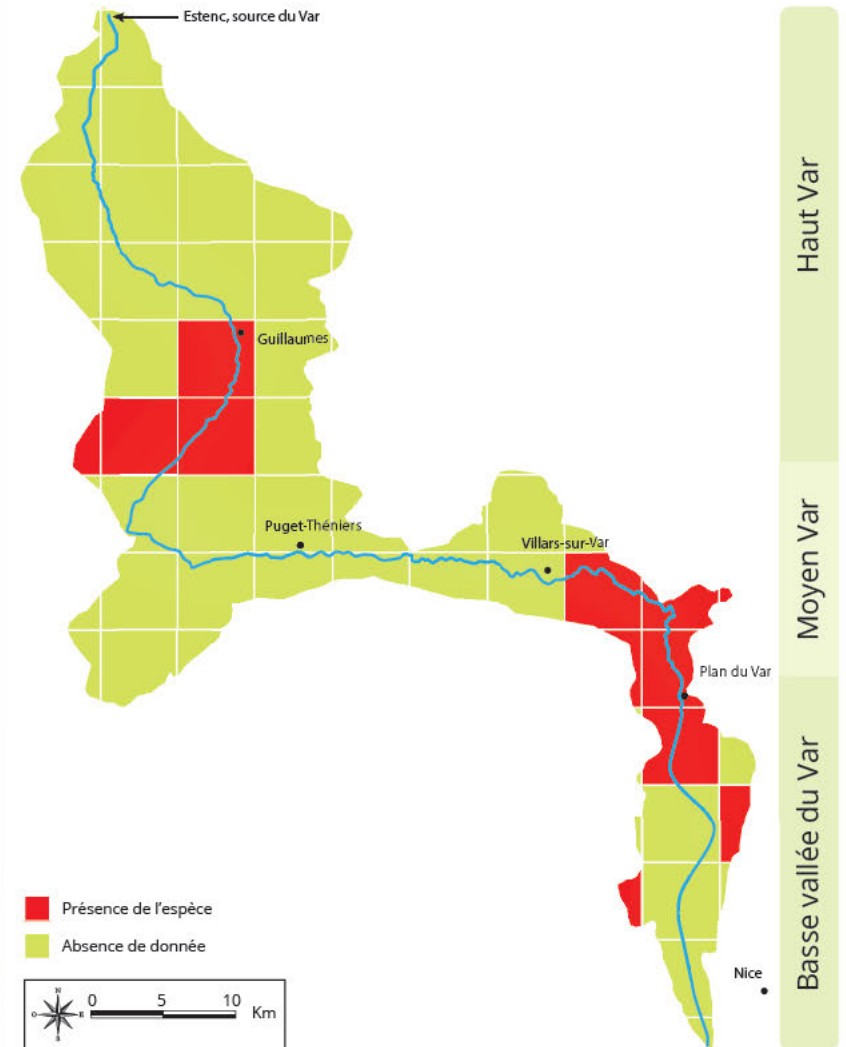 Estenc, source du Var
Haut Var
Guillaumes
Puget-Théniers
Villars-sur-Var
Moyen Var
Plan du Var
Basse vallée du Var
Présence de l'espèce
Absence de donnée
Nice
N
O E
S
0 5 10 Km